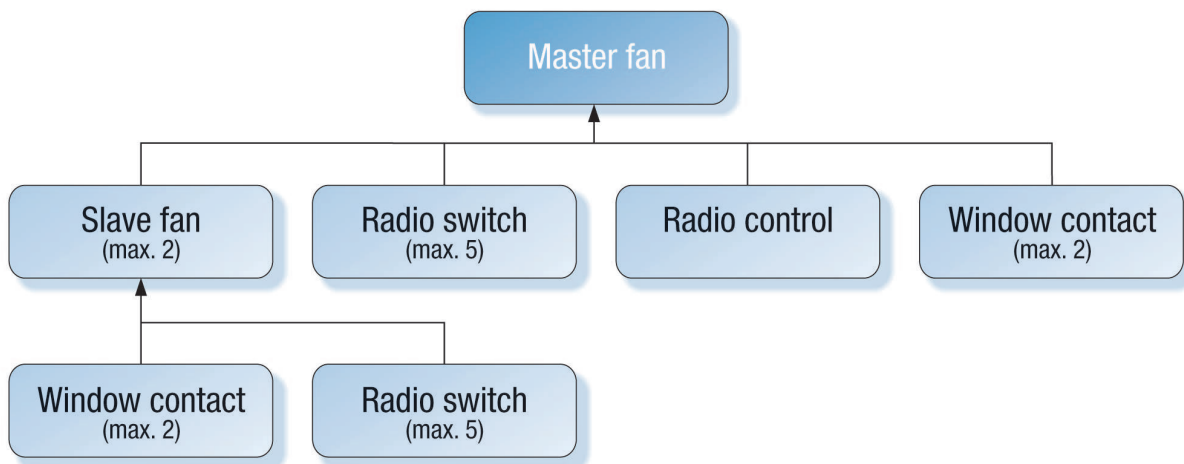 Master fan
Slave fan
(max. 2)
Radio switch
(max. 5)
Radio control
Window contact
(max. 2)
Window contact
(max. 2)
Radio switch
(max. 5)